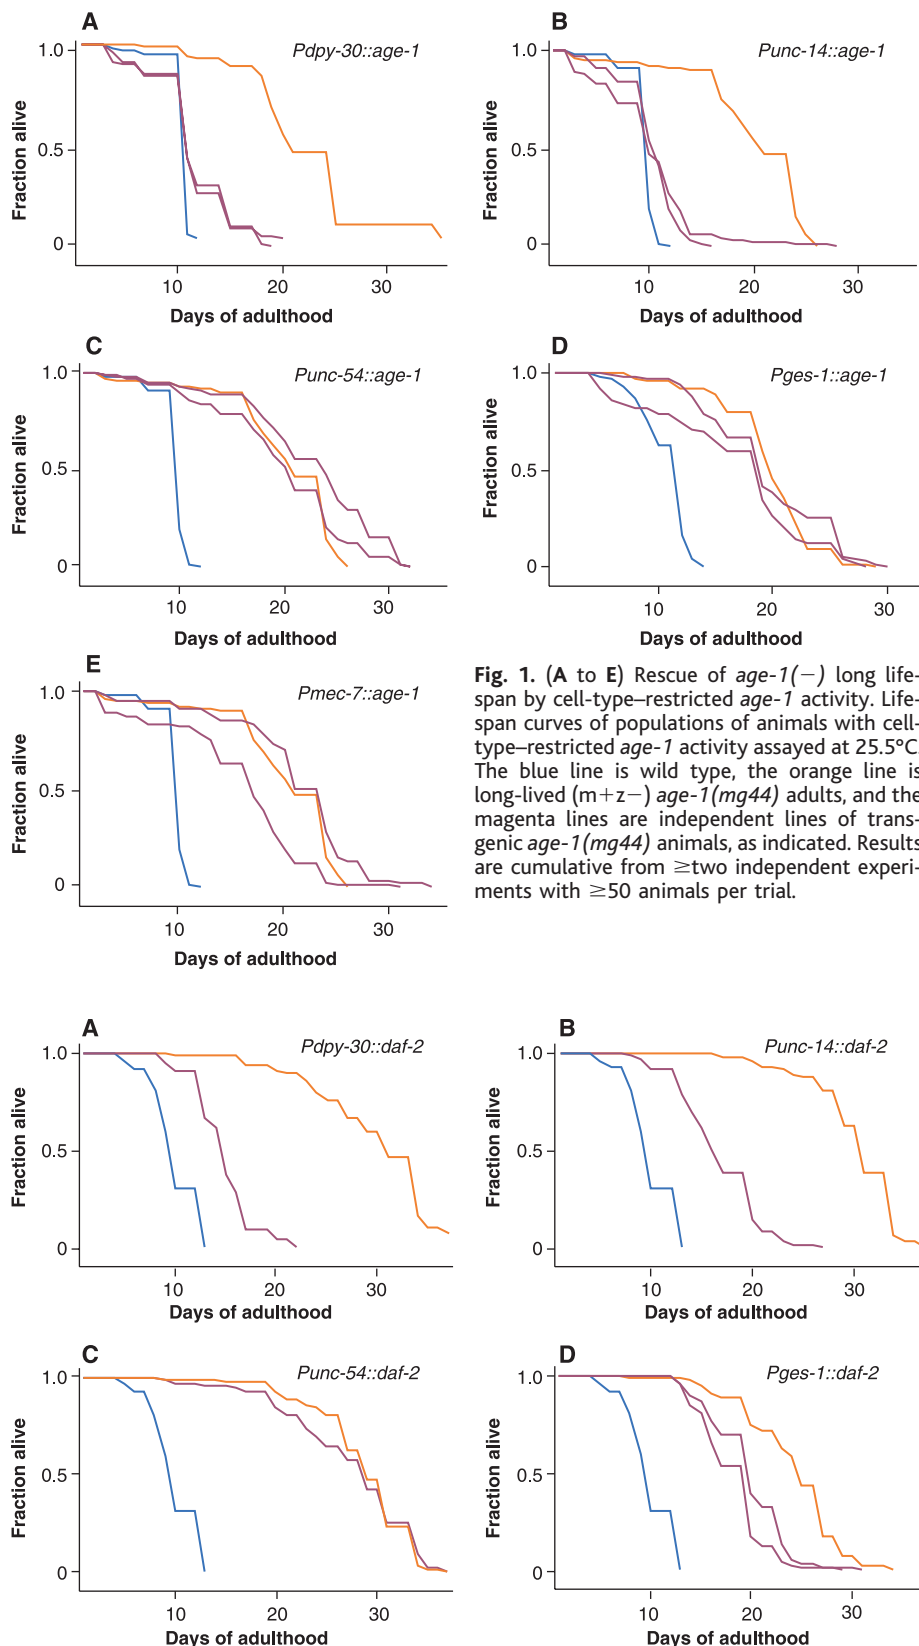 A
Pdpy-30::age-1
1.0
0.5
0
Fraction alive
10
20
30
Days of adulthood
B
Punc-14::age-1
1.0
0.5
0
Fraction alive
10
20
30
Days of adulthood
C
Punc-54::age-1
1.0
0.5
0
Fraction alive
10
20
30
Days of adulthood
D
Pges-1::age-1
1.0
0.5
0
Fraction alive
10
20
30
Days of adulthood
E
Pmec-7::age-1
1.0
0.5
0
Fraction alive
10
20
30
Days of adulthood
Fig. 1. (A to E) Rescue of age-1(−) long life-
span by cell-type–restricted age-1 activity. Life-
span curves of populations of animals with cell-
type–restricted age-1 activity assayed at 25.5°C.
The blue line is wild type, the orange line is
long-lived (m+z−) age-1(mg44) adults, and the
magenta lines are independent lines of trans-
genic age-1(mg44) animals, as indicated. Results
are cumulative from ≥two independent experi-
ments with ≥50 animals per trial.
A
Pdpy-30::daf-2
1.0
0.5
0
Fraction alive
10
20
30
Days of adulthood
B
Punc-14::daf-2
1.0
0.5
0
Fraction alive
10
20
30
Days of adulthood
C
Punc-54::daf-2
1.0
0.5
0
Fraction alive
10
20
30
Days of adulthood
D
Pges-1::daf-2
1.0
0.5
0
Fraction alive
10
20
30
Days of adulthood